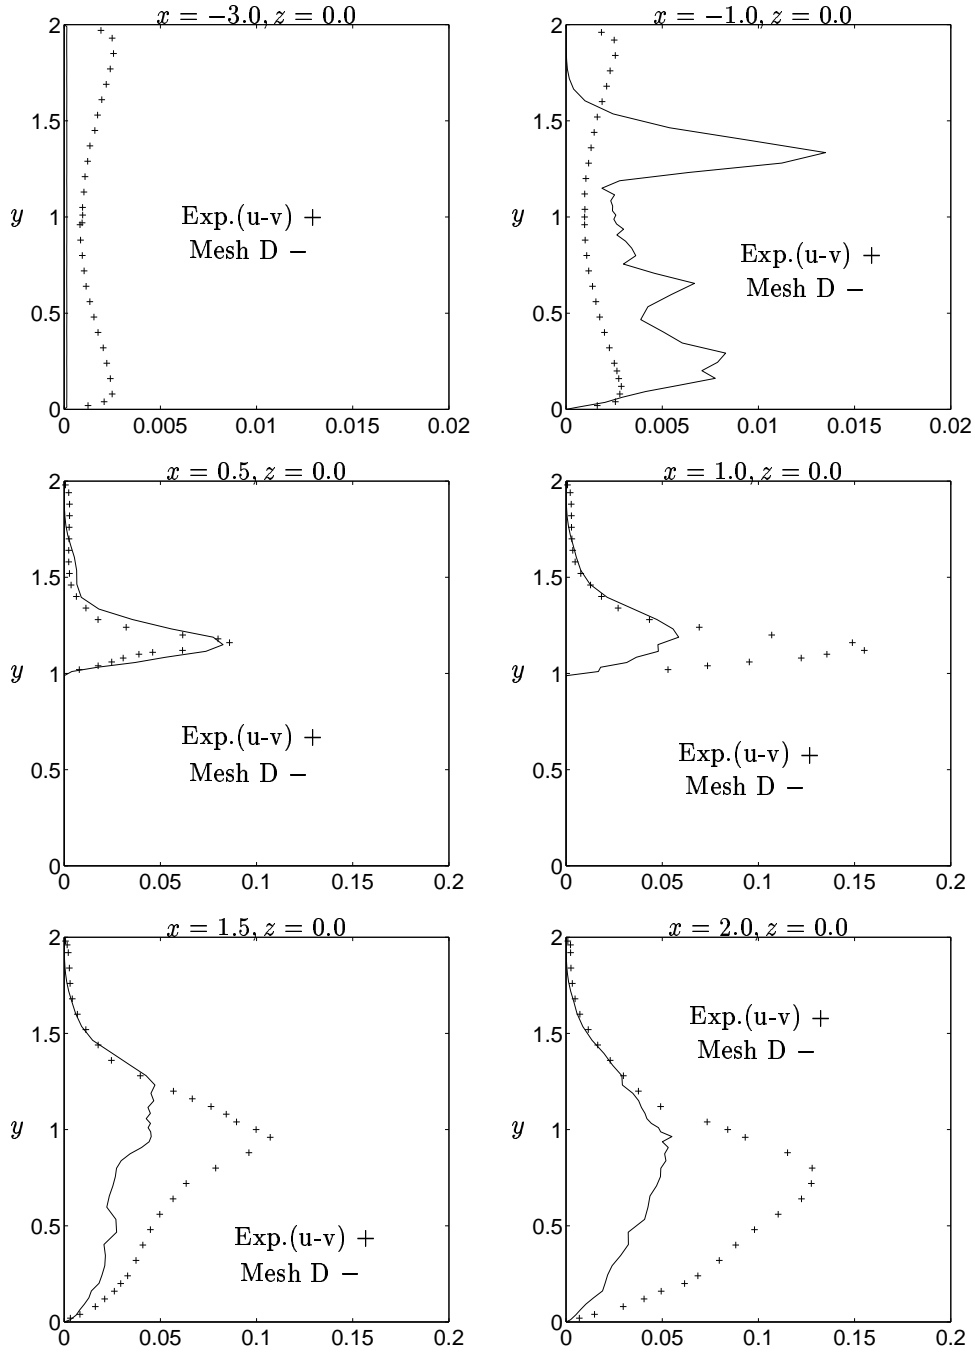 x = −3.0, z = 0.0
2
1.5
y
1
0.5
0
0 0.005 0.01 0.015 0.02
Exp.(u-v) +
Mesh D −
x = −1.0, z = 0.0
2
1.5
y
1
0.5
0
0 0.005 0.01 0.015 0.02
Exp.(u-v) +
Mesh D −
x = 0.5, z = 0.0
2
1.5
y
1
0.5
0
0 0.05 0.1 0.15 0.2
Exp.(u-v) +
Mesh D −
x = 1.0, z = 0.0
2
1.5
y
1
0.5
0
0 0.05 0.1 0.15 0.2
Exp.(u-v) +
Mesh D −
x = 1.5, z = 0.0
2
1.5
y
1
0.5
0
0 0.05 0.1 0.15 0.2
Exp.(u-v) +
Mesh D −
x = 2.0, z = 0.0
2
1.5
y
1
0.5
0
0 0.05 0.1 0.15 0.2
Exp.(u-v) +
Mesh D −